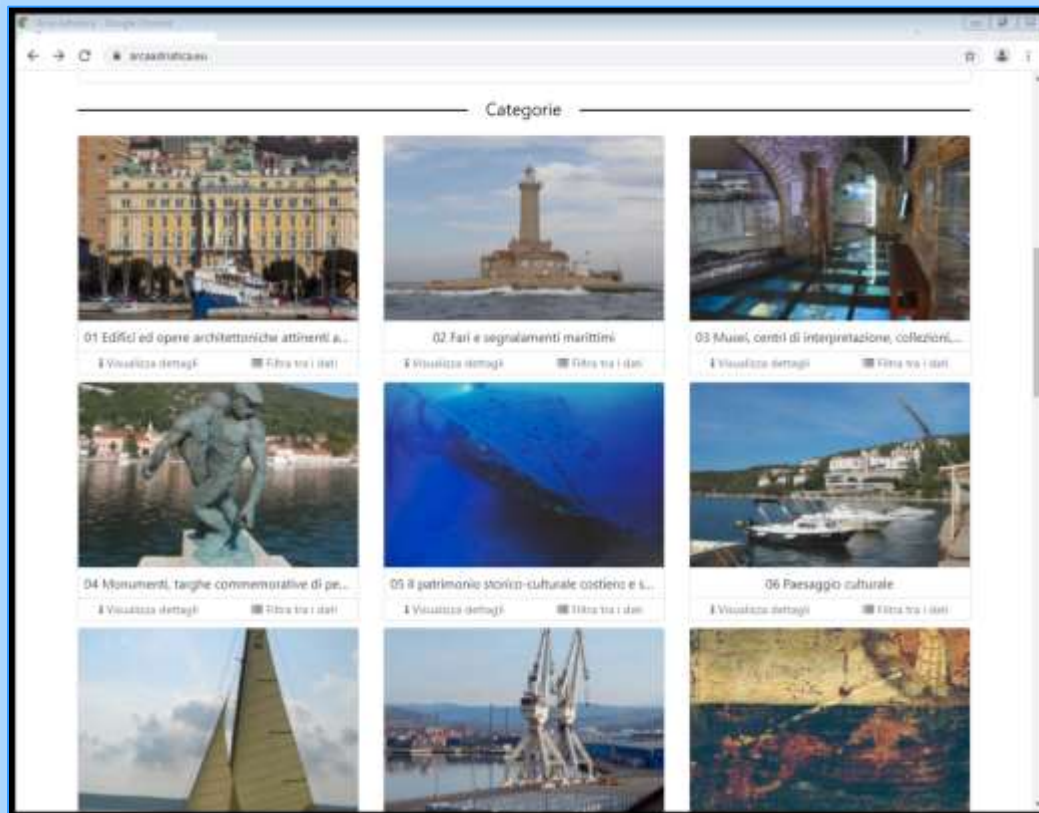 arcaadriatica.eu
Categorie
01 Edifici ed opere architettoniche attinenti a...
02 Fari e segnalamenti marittimi
03 Musei, centri di interpretazione, collezioni,...
Visualizza dettagli Filtra tra i dati
Visualizza dettagli Filtra tra i dati
Visualizza dettagli Filtra tra i dati
04 Monumenti, targhe commemorative di pe...
05 Il patrimonio storico-culturale costiero e s...
06 Paesaggio culturale
Visualizza dettagli Filtra tra i dati
Visualizza dettagli Filtra tra i dati
Visualizza dettagli Filtra tra i dati